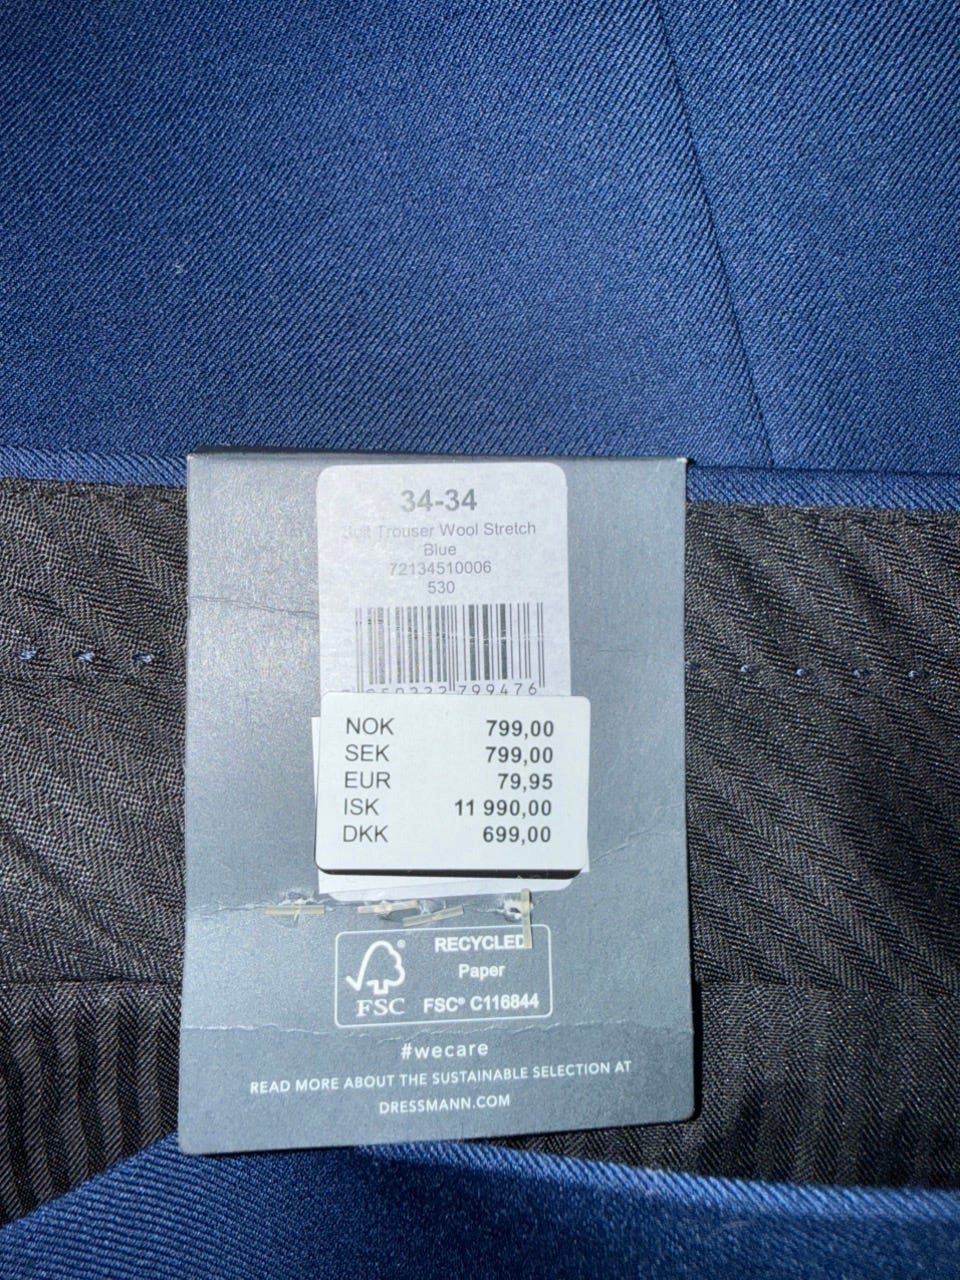 34-34
Trouser Wool Stretch
Blue
72134510006
530
799476
NOK 799,00
SEK 799,00
EUR 79,95
ISK 11 990,00
DKK 699,00
RECYCLED
Paper
FSC® C116844
FSC
#wecare
READ MORE ABOUT THE SUSTAINABLE SELECTION AT
DRESSMANN.COM